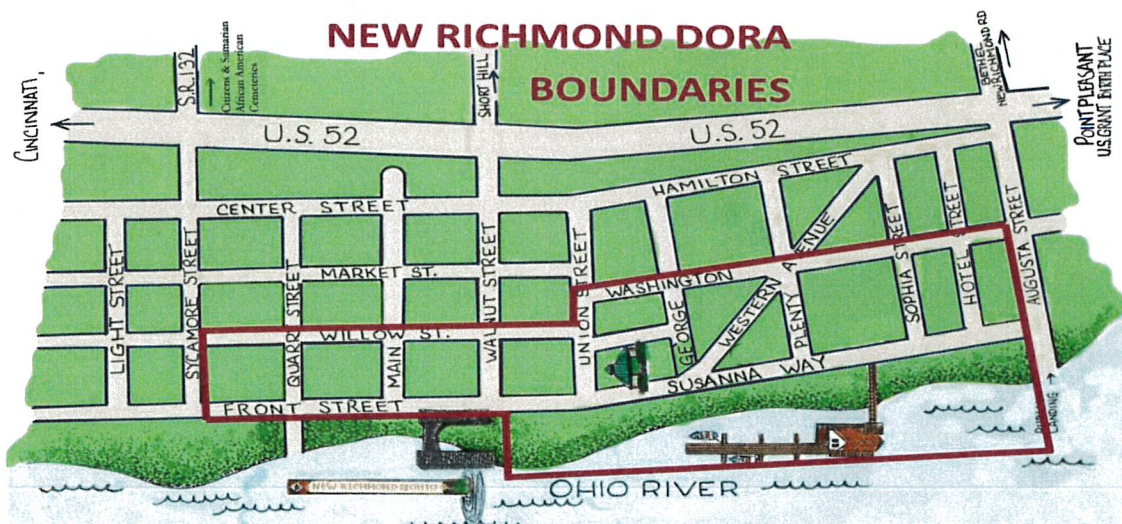 NEW RICHMOND DORA
BOUNDARIES
CINCINNATI,
S.R.132
Citizens & Samarian
African American
Cemeteries
SHORT HILL
BETHEL
NEW RICHMOND RD
POINT PLEASANT
U.S. GRANT BIRTH PLACE
U.S. 52
U.S. 52
HAMILTON STREET
CENTER STREET
MARKET ST.
WILLOW ST.
FRONT STREET
LIGHT STREET
SYCAMORE STREET
QUARRY STREET
MAIN
WALNUT STREET
UNION STREET
WASHINGTON
GEORGE
WESTERN AVENUE
PLENTY
SOPHIA STREET
HOTEL STREET
AUGUSTA STREET
SUSANNA WAY
LANDING
NEW RICHMOND OHIO
OHIO RIVER